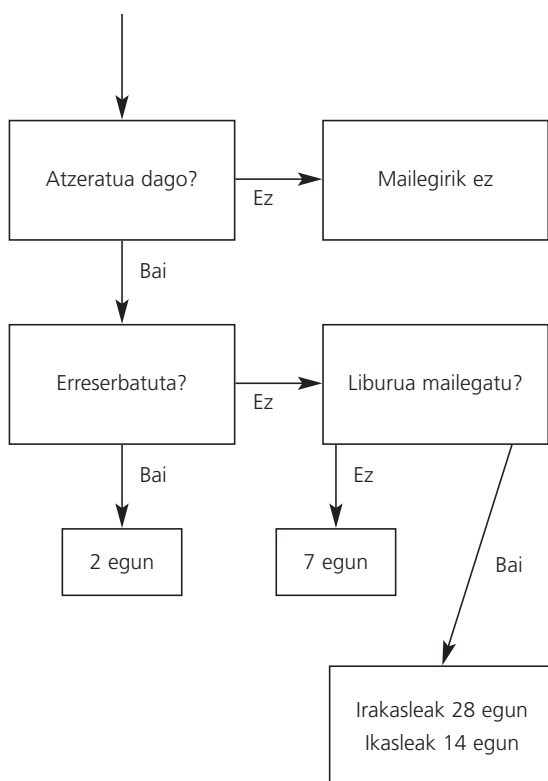 Atzeratua dago?
Ez
Mailegirik ez
Bai
Erreserbatuta?
Ez
Liburua mailegatu?
Bai
Ez
2 egun
7 egun
Bai
Irakasleak 28 egun
Ikasleak 14 egun